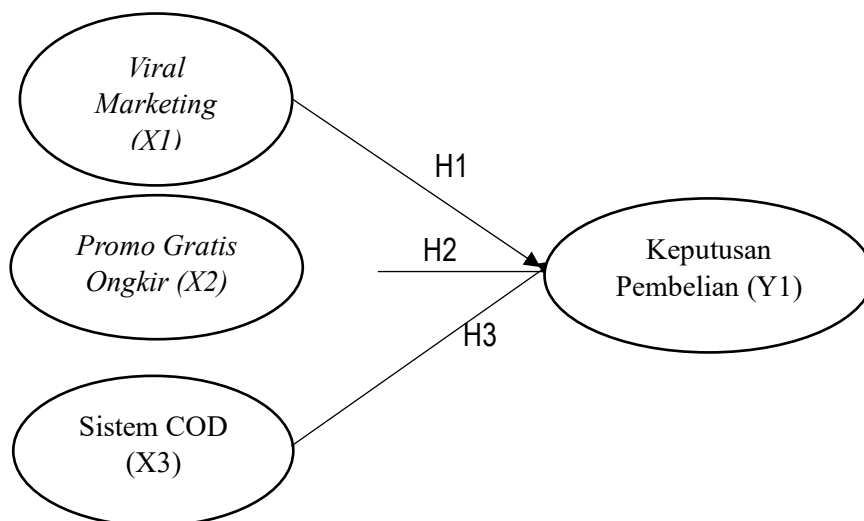 Viral
Marketing
(X1)
H1
Promo Gratis
Ongkir (X2)
H2
Keputusan
Pembelian (Y1)
H3
Sistem COD
(X3)